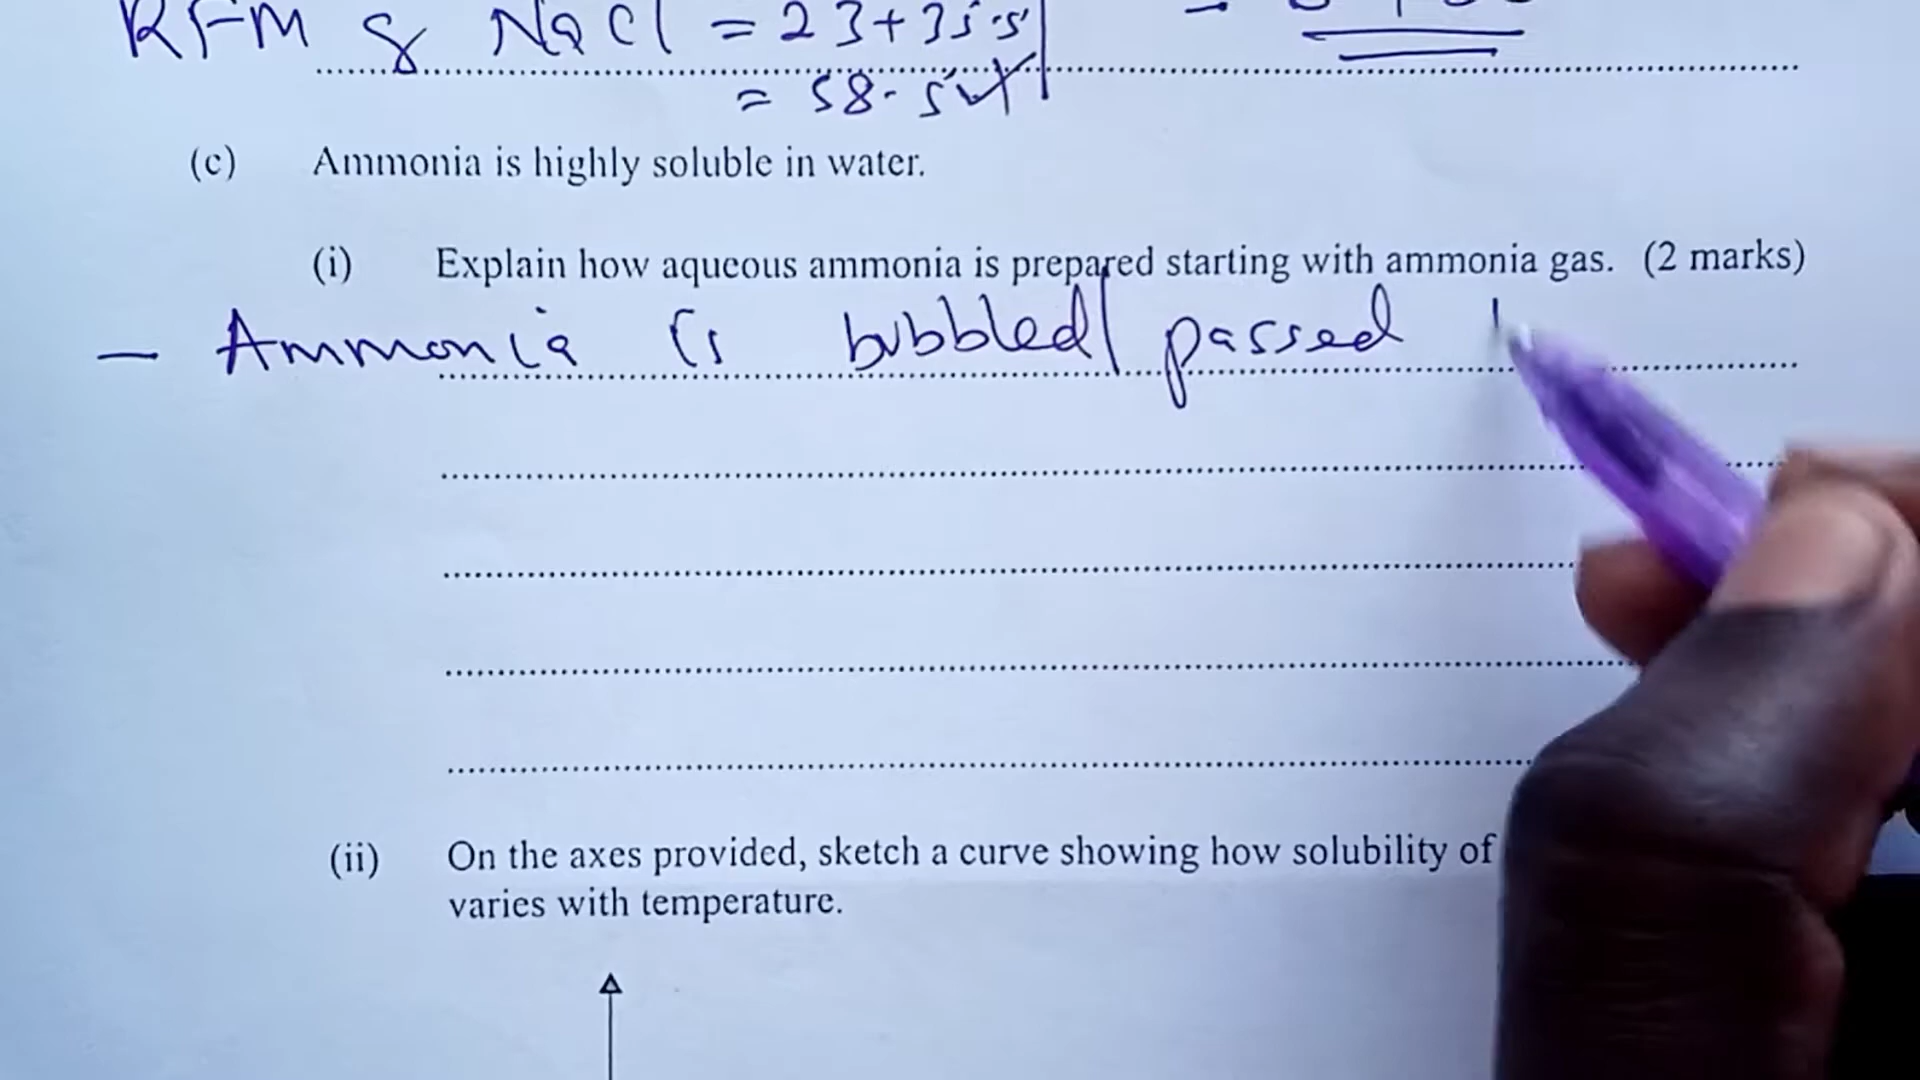 RFM of NaCl = 23+35.5
= 58.5
(c) Ammonia is highly soluble in water.
(i) Explain how aqueous ammonia is prepared starting with ammonia gas. (2 marks)
— Ammonia is bubbled/ passed
(ii) On the axes provided, sketch a curve showing how solubility of
varies with temperature.